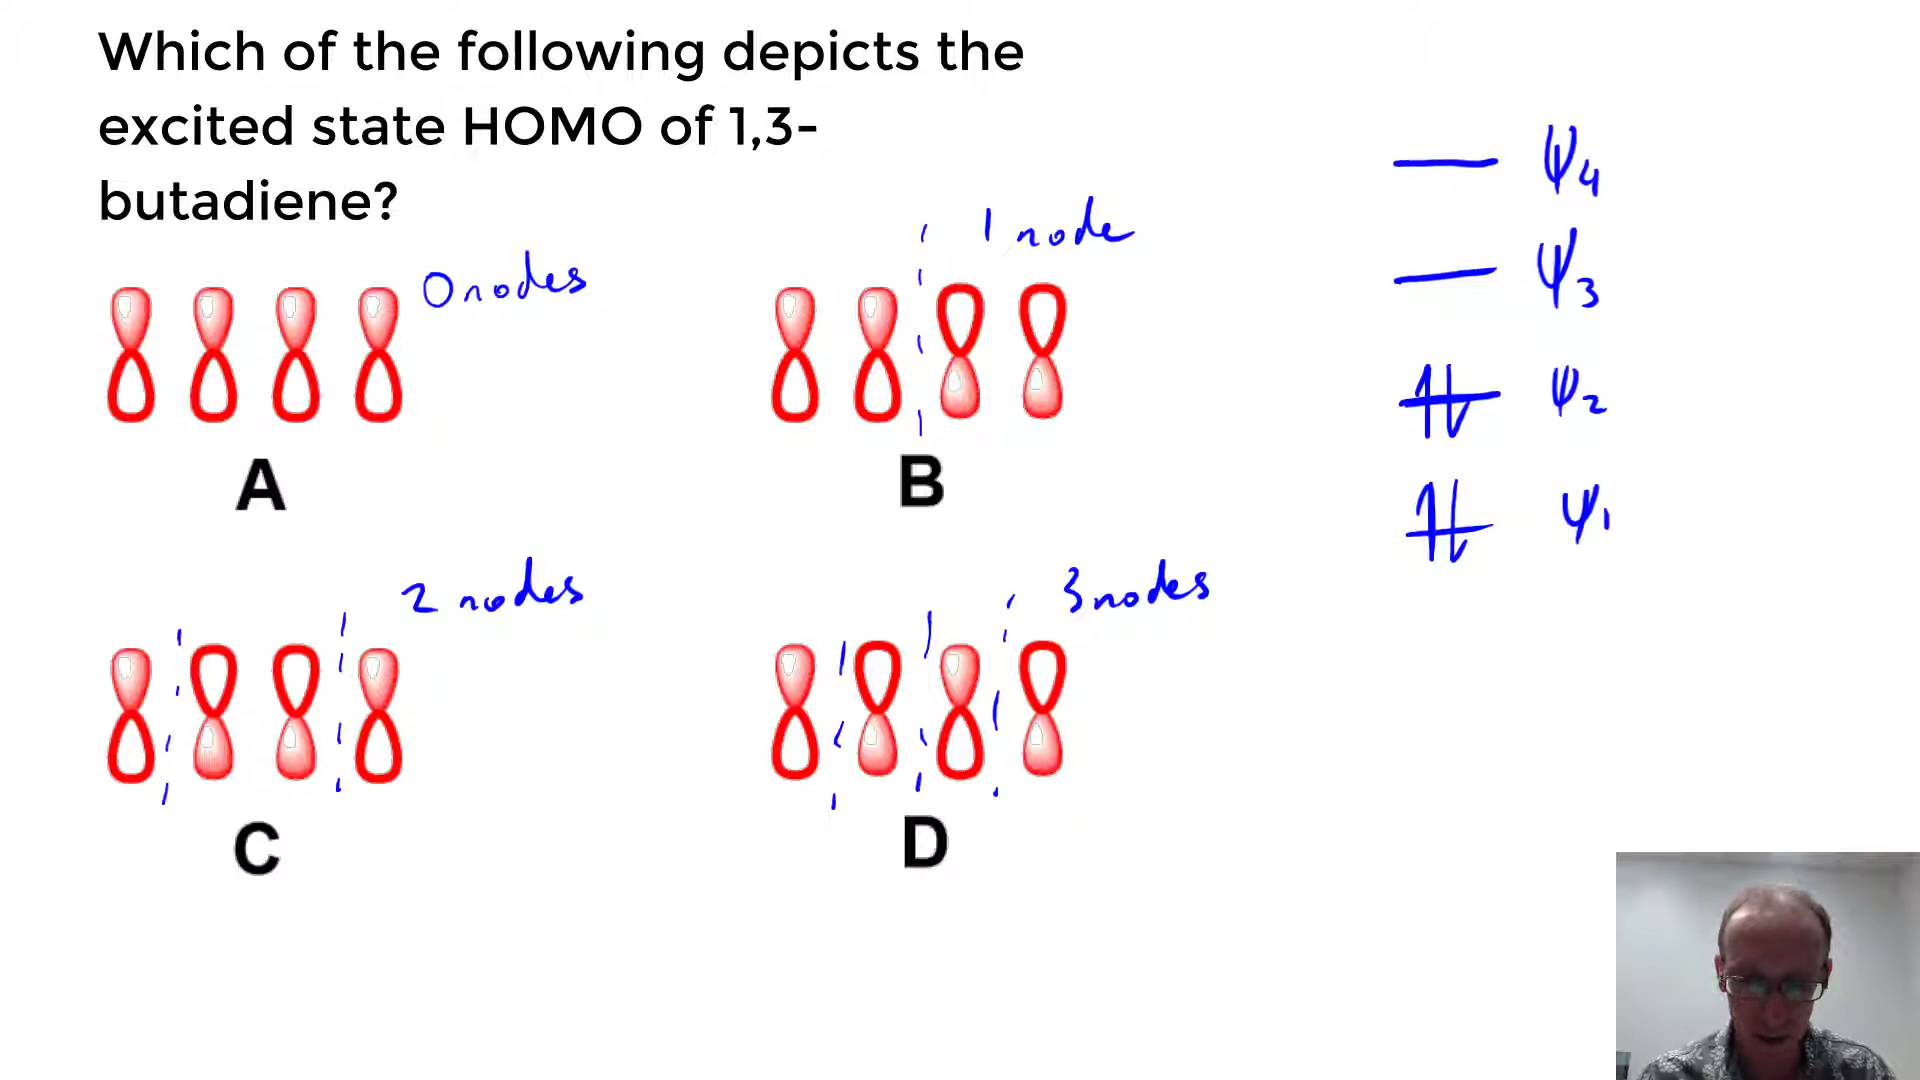 Which of the following depicts the
excited state HOMO of 1,3-
butadiene?
0 nodes
1 node
A
B
2 nodes
3 nodes
C
D
ψ4
ψ3
ψ2
ψ1